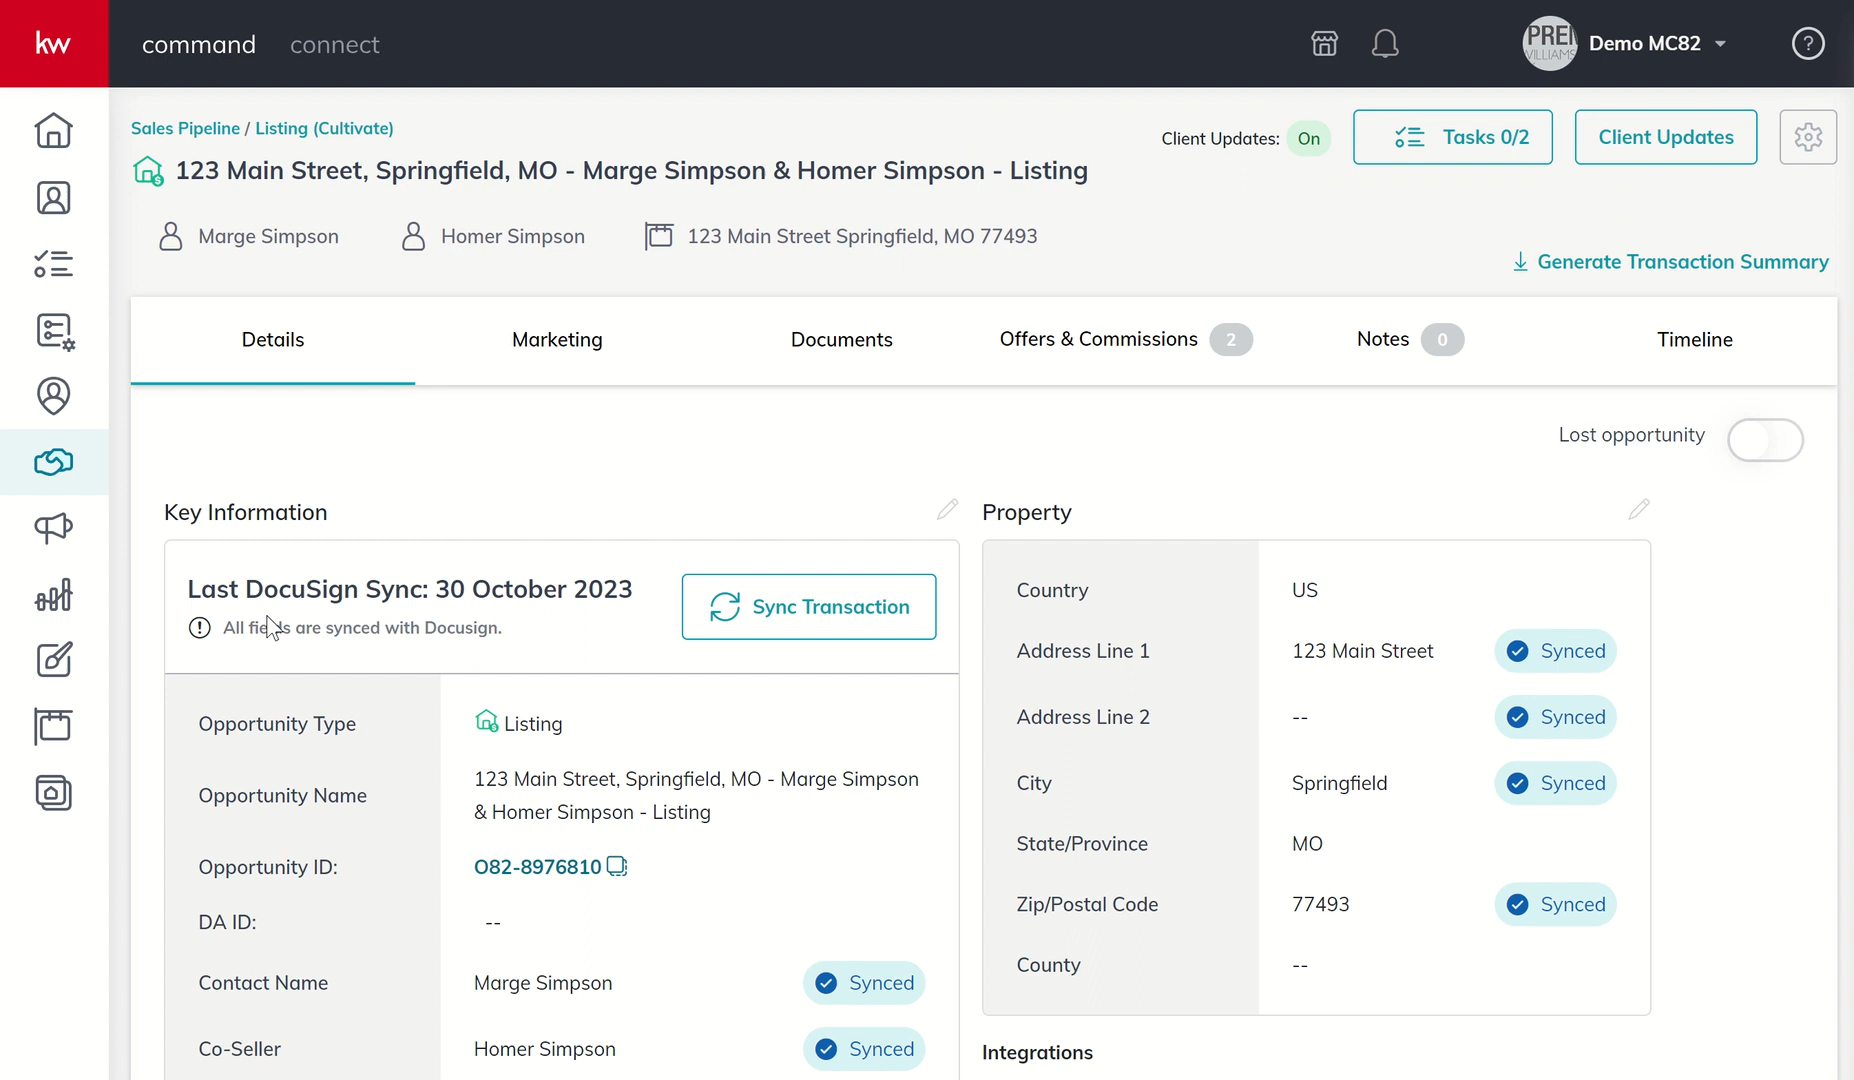 kw
command
connect
PREM
WILLIAMS
Demo MC82
Sales Pipeline / Listing (Cultivate)
Client Updates: On
Tasks 0/2
Client Updates
123 Main Street, Springfield, MO - Marge Simpson & Homer Simpson - Listing
Marge Simpson
Homer Simpson
123 Main Street Springfield, MO 77493
Generate Transaction Summary
Details
Marketing
Documents
Offers & Commissions 2
Notes 0
Timeline
Lost opportunity
Key Information
Last DocuSign Sync: 30 October 2023
All fields are synced with Docusign.
Sync Transaction
Opportunity Type
Listing
Opportunity Name
123 Main Street, Springfield, MO - Marge Simpson
& Homer Simpson - Listing
Opportunity ID:
O82-8976810
DA ID:
--
Contact Name
Marge Simpson
Synced
Co-Seller
Homer Simpson
Synced
Property
Country
US
Address Line 1
123 Main Street
Synced
Address Line 2
--
Synced
City
Springfield
Synced
State/Province
MO
Zip/Postal Code
77493
Synced
County
--
Integrations